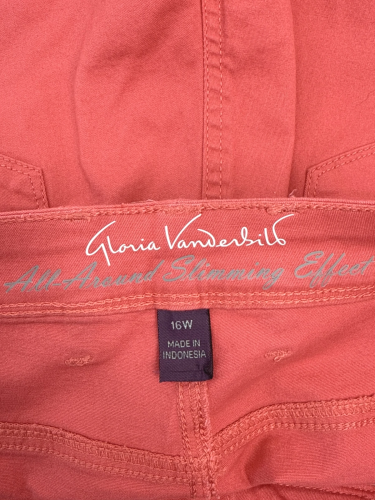 Gloria Vanderbilt
All-Around Slimming Effect
16W
MADE IN
INDONESIA